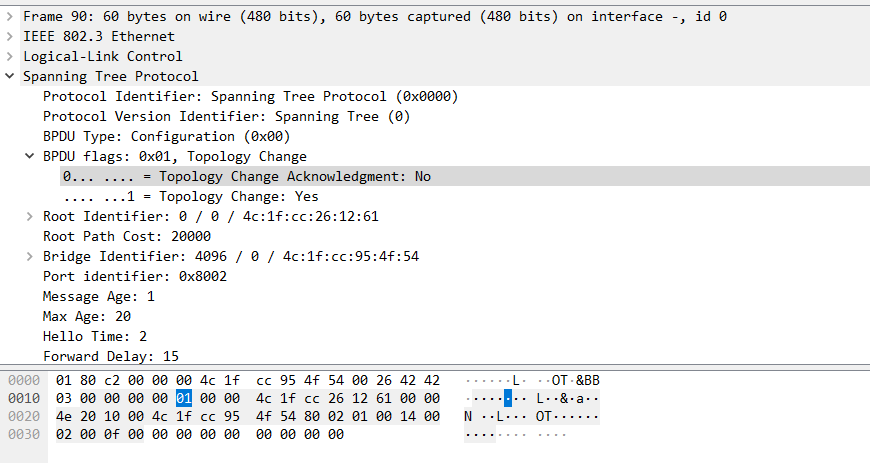 Frame 90: 60 bytes on wire (480 bits), 60 bytes captured (480 bits) on interface -, id 0
IEEE 802.3 Ethernet
Logical-Link Control
Spanning Tree Protocol
Protocol Identifier: Spanning Tree Protocol (0x0000)
Protocol Version Identifier: Spanning Tree (0)
BPDU Type: Configuration (0x00)
BPDU flags: 0x01, Topology Change
0... .... = Topology Change Acknowledgment: No
.... ...1 = Topology Change: Yes
Root Identifier: 0 / 0 / 4c:1f:cc:26:12:61
Root Path Cost: 20000
Bridge Identifier: 4096 / 0 / 4c:1f:cc:95:4f:54
Port identifier: 0x8002
Message Age: 1
Max Age: 20
Hello Time: 2
Forward Delay: 15
0000 01 80 c2 00 00 00 4c 1f cc 95 4f 54 00 26 42 42 ······L· ··OT·&BB
0010 03 00 00 00 00 01 00 00 4c 1f cc 26 12 61 00 00 ········ L··&·a··
0020 4e 20 10 00 4c 1f cc 95 4f 54 80 02 01 00 14 00 N ··L··· OT······
0030 02 00 0f 00 00 00 00 00 00 00 00 00 ········ ····